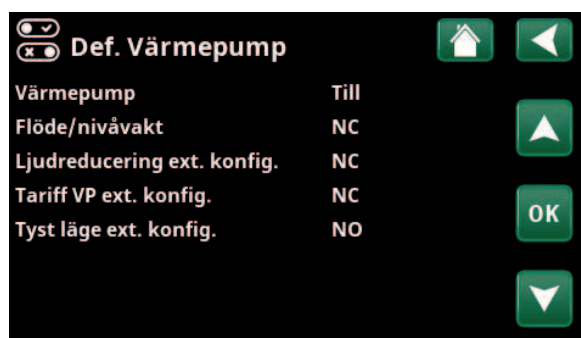 Def. Värmepump
Värmepump Till
Flöde/nivåvakt NC
Ljudreducering ext. konfig. NC
Tariff VP ext. konfig. NC
Tyst läge ext. konfig. NO
OK